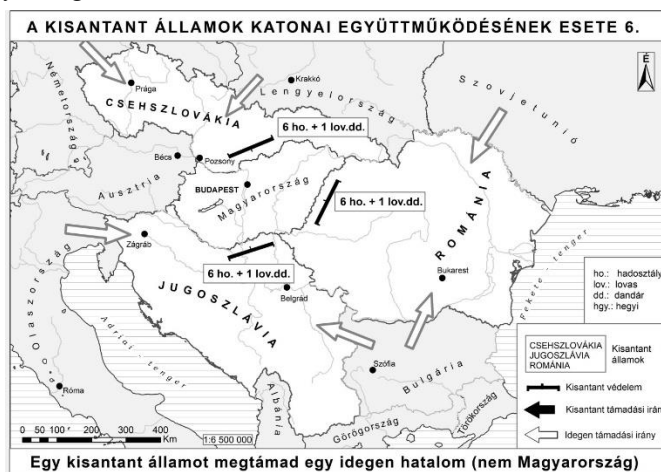 A KISANTANT ÁLLAMOK KATONAI EGYÜTTMŰKÖDÉSÉNEK ESETE 6.
É
Németország
Prága
Krakkó
Lengyelország
Szovjetunió
CSEHSZLOVÁKIA
6 ho. + 1 lov.dd.
Bécs
Pozsony
Ausztria
BUDAPEST
Magyarország
6 ho. + 1 lov.dd.
ROMÁNIA
Zágráb
6 ho. + 1 lov.dd.
Belgrád
JUGOSZLÁVIA
Bukarest
Fekete-tenger
ho.: hadosztály
lov.: lovas
dd.: dandár
hgy.: hegyi
Olaszország
Adriai-tenger
Róma
Szófia
Bulgária
Albánia
Görögország
Törökország
CSEHSZLOVÁKIA
JUGOSZLÁVIA
ROMÁNIA
Kisantant
államok
Kisantant védelem
Kisantant támadási irány
Idegen támadási irány
0 50 100 200 300 400
Km
1:6 500 000
Egy kisantant államot megtámad egy idegen hatalom (nem Magyarország)